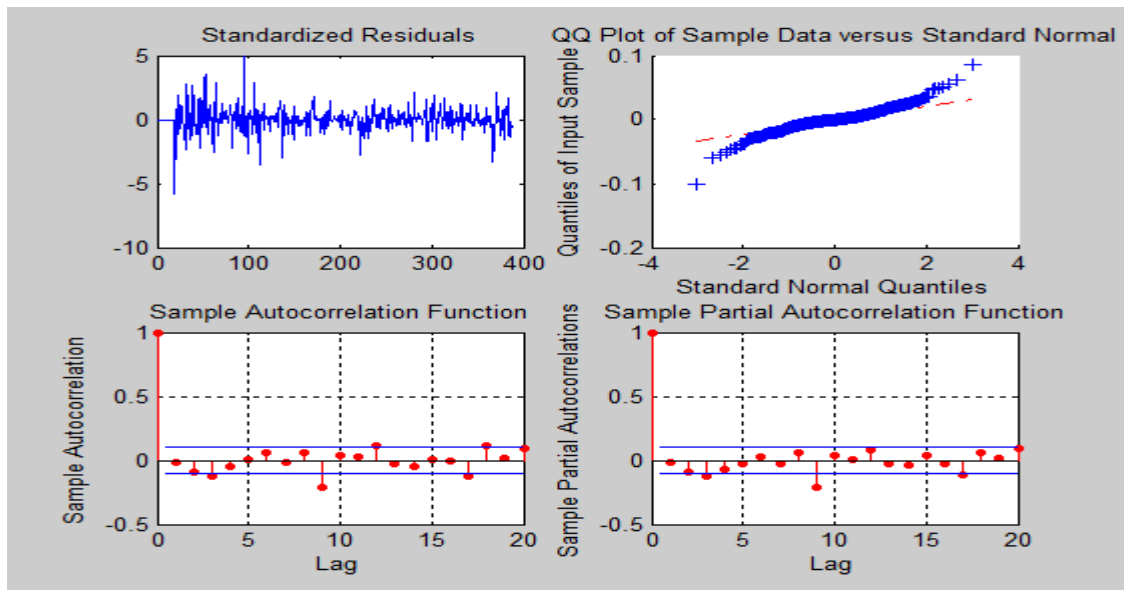 Standardized Residuals
5
0
-5
-10
0 100 200 300 400
QQ Plot of Sample Data versus Standard Normal
Quantiles of Input Sample
0.1
0
-0.1
-0.2
-4 -2 0 2 4
Standard Normal Quantiles
Sample Autocorrelation Function
Sample Autocorrelation
1
0.5
0
-0.5
0 5 10 15 20
Lag
Sample Partial Autocorrelation Function
Sample Partial Autocorrelations
1
0.5
0
-0.5
0 5 10 15 20
Lag